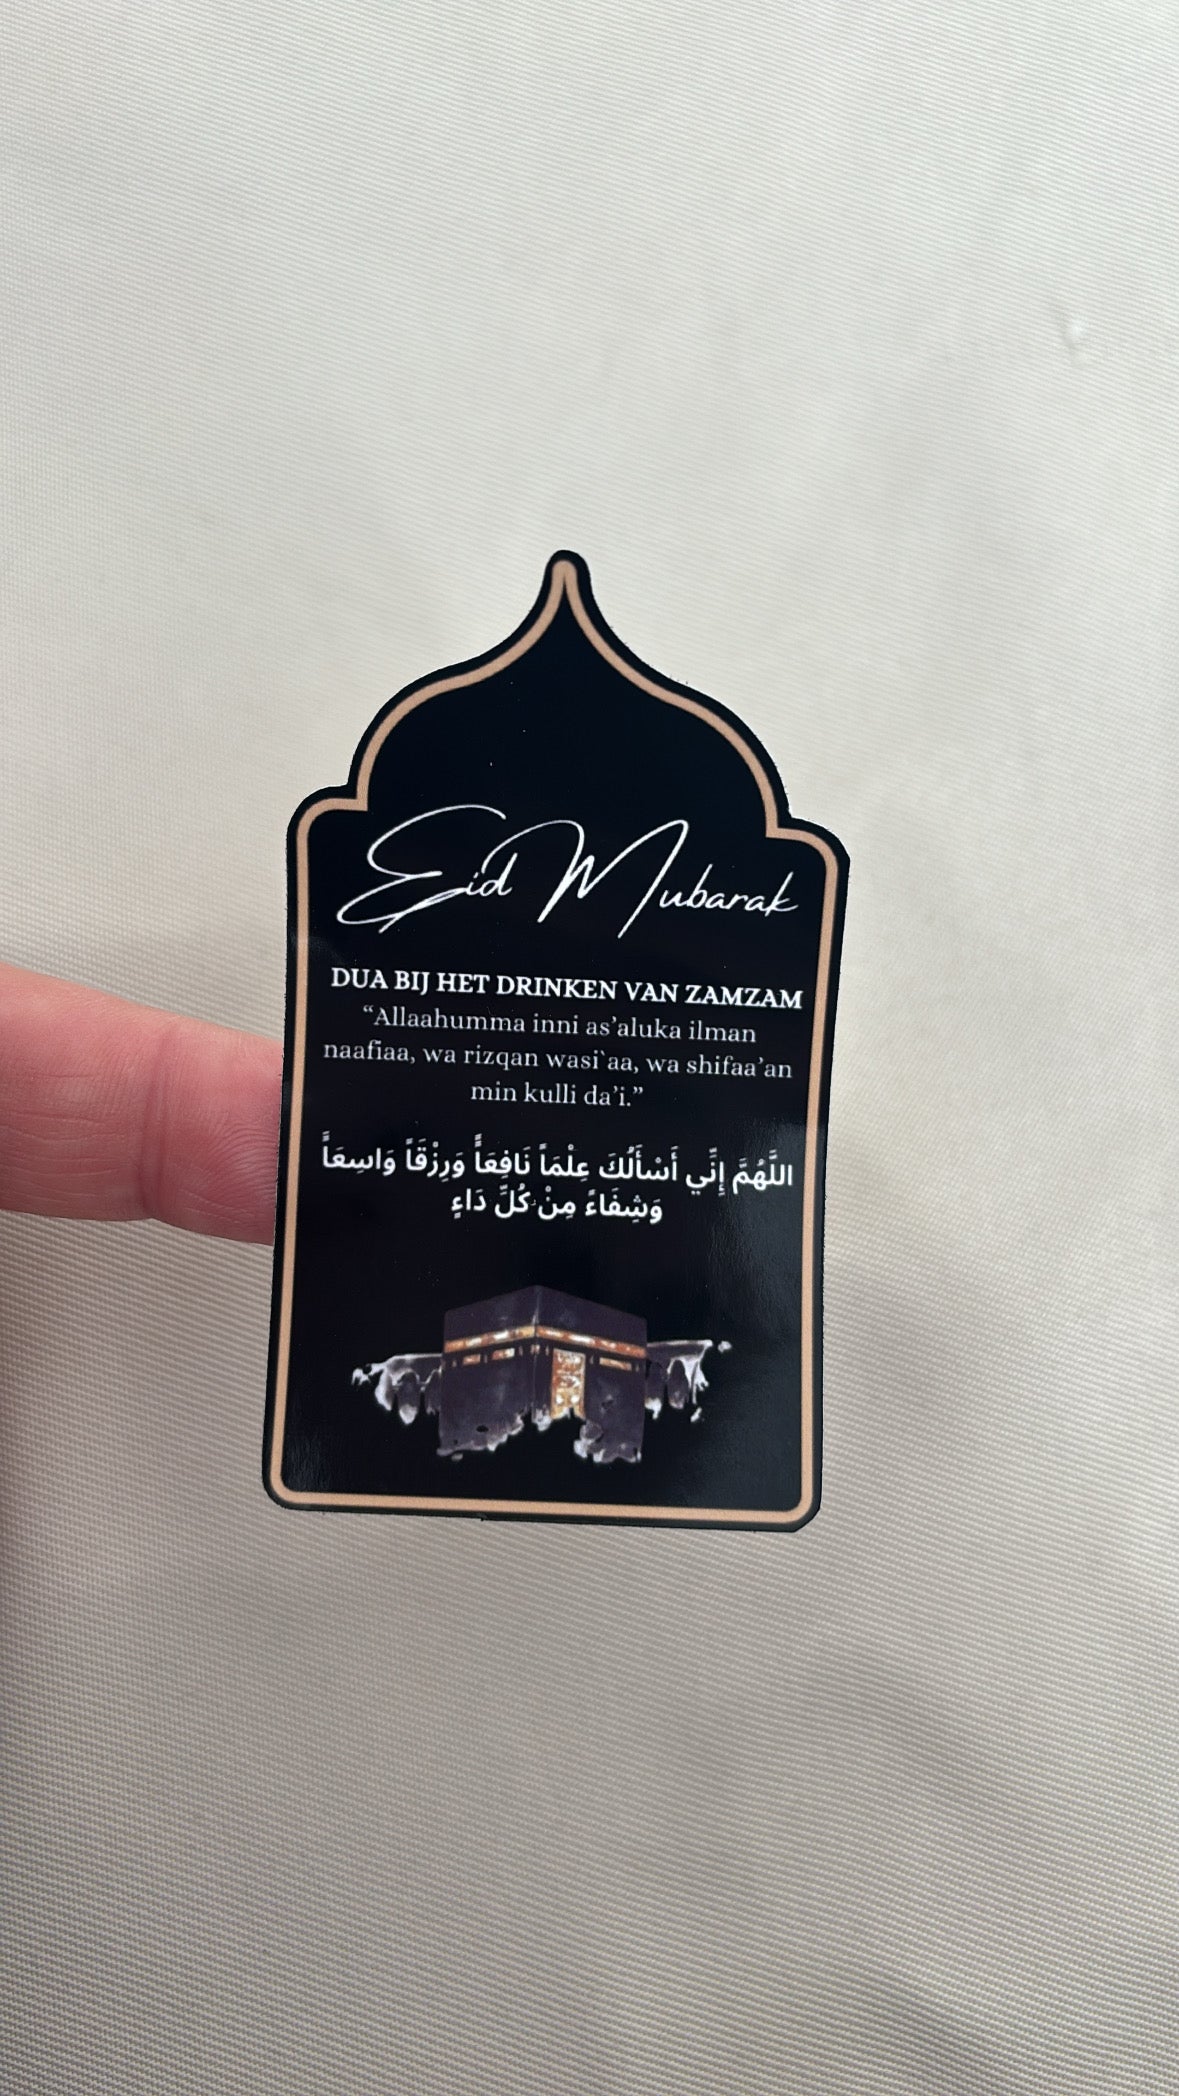 Eid Mubarak
DUA BIJ HET DRINKEN VAN ZAMZAM
“Allaahumma inni as’aluka ilman
naafiaa, wa rizqan wasi`aa, wa shifaa’an
min kulli da’i.”
اللَّهُمَّ إِنِّي أَسْأَلُكَ عِلْمَاً نَافِعَاً وَرِزْقَاً وَاسِعَاً
وَشِفَاءً مِنْ كُلِّ دَاءٍ